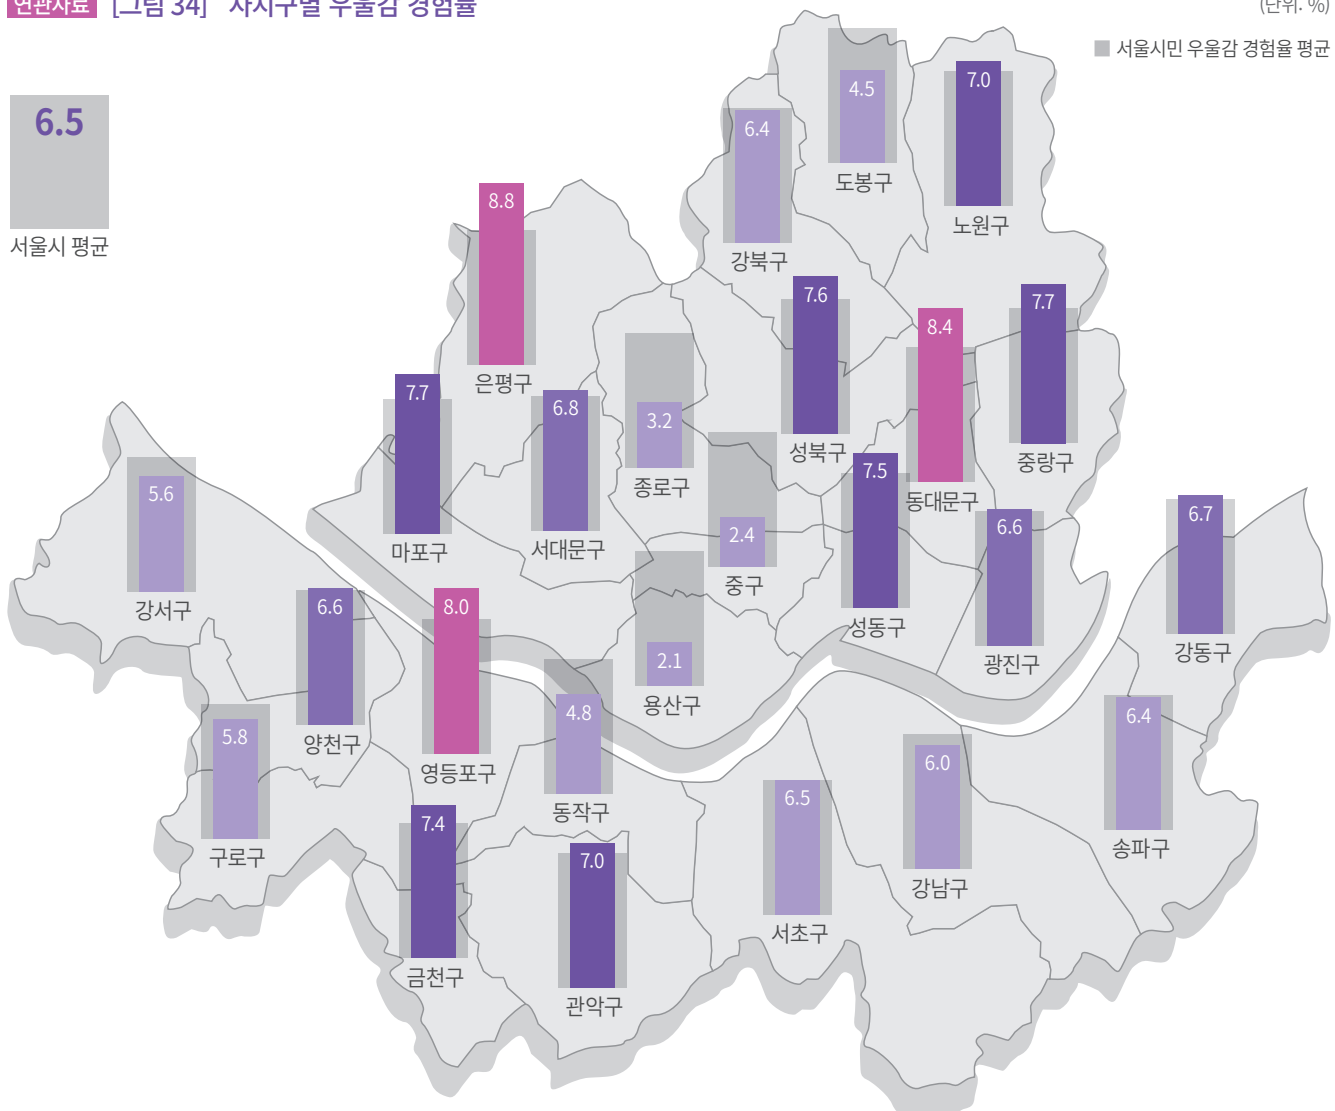 연관자료 [그림 34] 자치구별 우울감 경험률
(단위: %)
서울시민 우울감 경험율 평균
6.5
서울시 평균
4.5
도봉구
7.0
노원구
6.4
강북구
8.8
은평구
7.6
성북구
8.4
동대문구
7.7
중랑구
7.7
마포구
6.8
서대문구
3.2
종로구
2.4
중구
7.5
성동구
6.6
광진구
6.7
강동구
5.6
강서구
6.6
양천구
8.0
영등포구
2.1
용산구
4.8
동작구
5.8
구로구
7.4
금천구
7.0
관악구
6.5
서초구
6.0
강남구
6.4
송파구